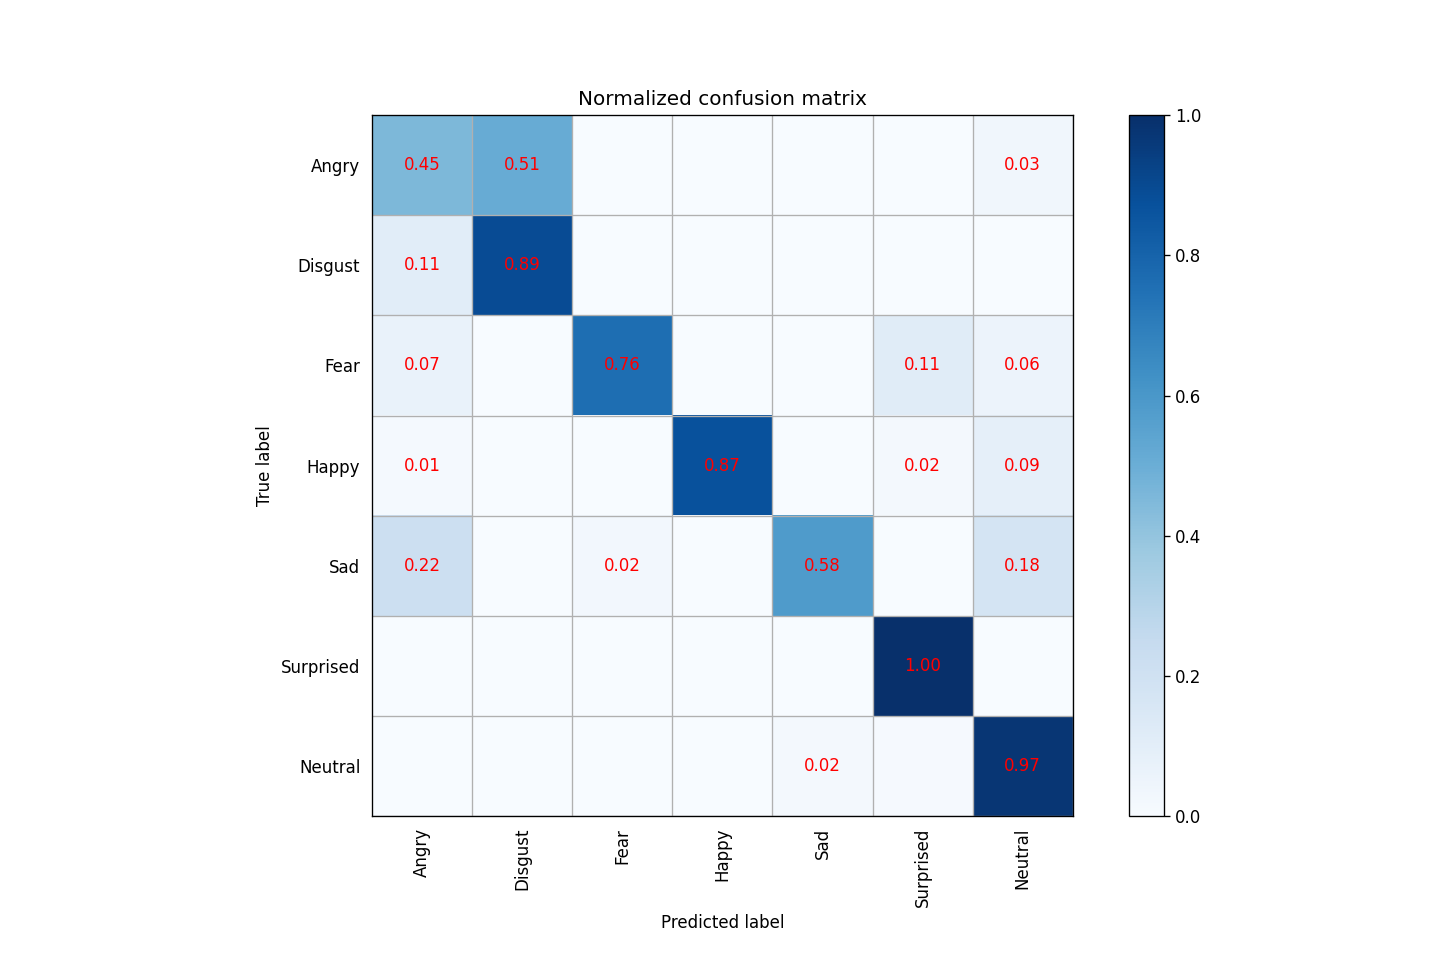 Normalized confusion matrix
Angry 0.45 0.51 0.03
Disgust 0.11 0.89
Fear 0.07 0.76 0.11 0.06
Happy 0.01 0.87 0.02 0.09
Sad 0.22 0.02 0.58 0.18
Surprised 1.00
Neutral 0.02 0.97
True label
Angry Disgust Fear Happy Sad Surprised Neutral
Predicted label
1.0
0.8
0.6
0.4
0.2
0.0